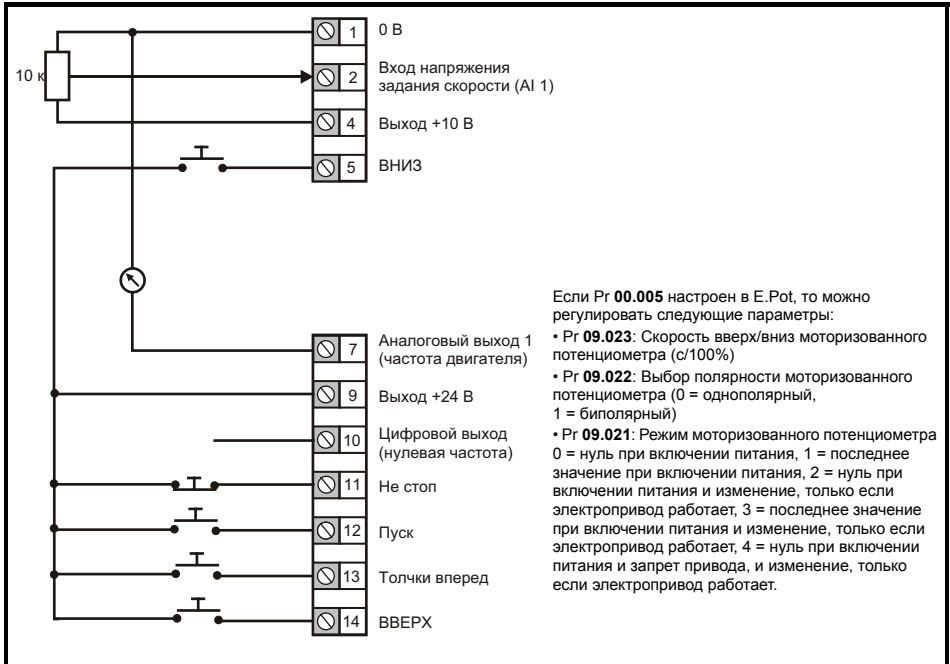 1 0 В
10 к
2 Вход напряжения
задания скорости (AI 1)
4 Выход +10 В
5 ВНИЗ
7 Аналоговый выход 1
(частота двигателя)
9 Выход +24 В
10 Цифровой выход
(нулевая частота)
11 Не стоп
12 Пуск
13 Толчки вперед
14 ВВЕРХ
Если Pr 00.005 настроен в E.Pot, то можно
регулировать следующие параметры:
• Pr 09.023: Скорость вверх/вниз моторизованного
потенциометра (с/100%)
• Pr 09.022: Выбор полярности моторизованного
потенциометра (0 = однополярный,
1 = биполярный)
• Pr 09.021: Режим моторизованного потенциометра
0 = нуль при включении питания, 1 = последнее
значение при включении питания, 2 = нуль при
включении питания и изменение, только если
электропривод работает, 3 = последнее значение
при включении питания и изменение, только если
электропривод работает, 4 = нуль при включении
питания и запрет привода, и изменение, только
если электропривод работает.